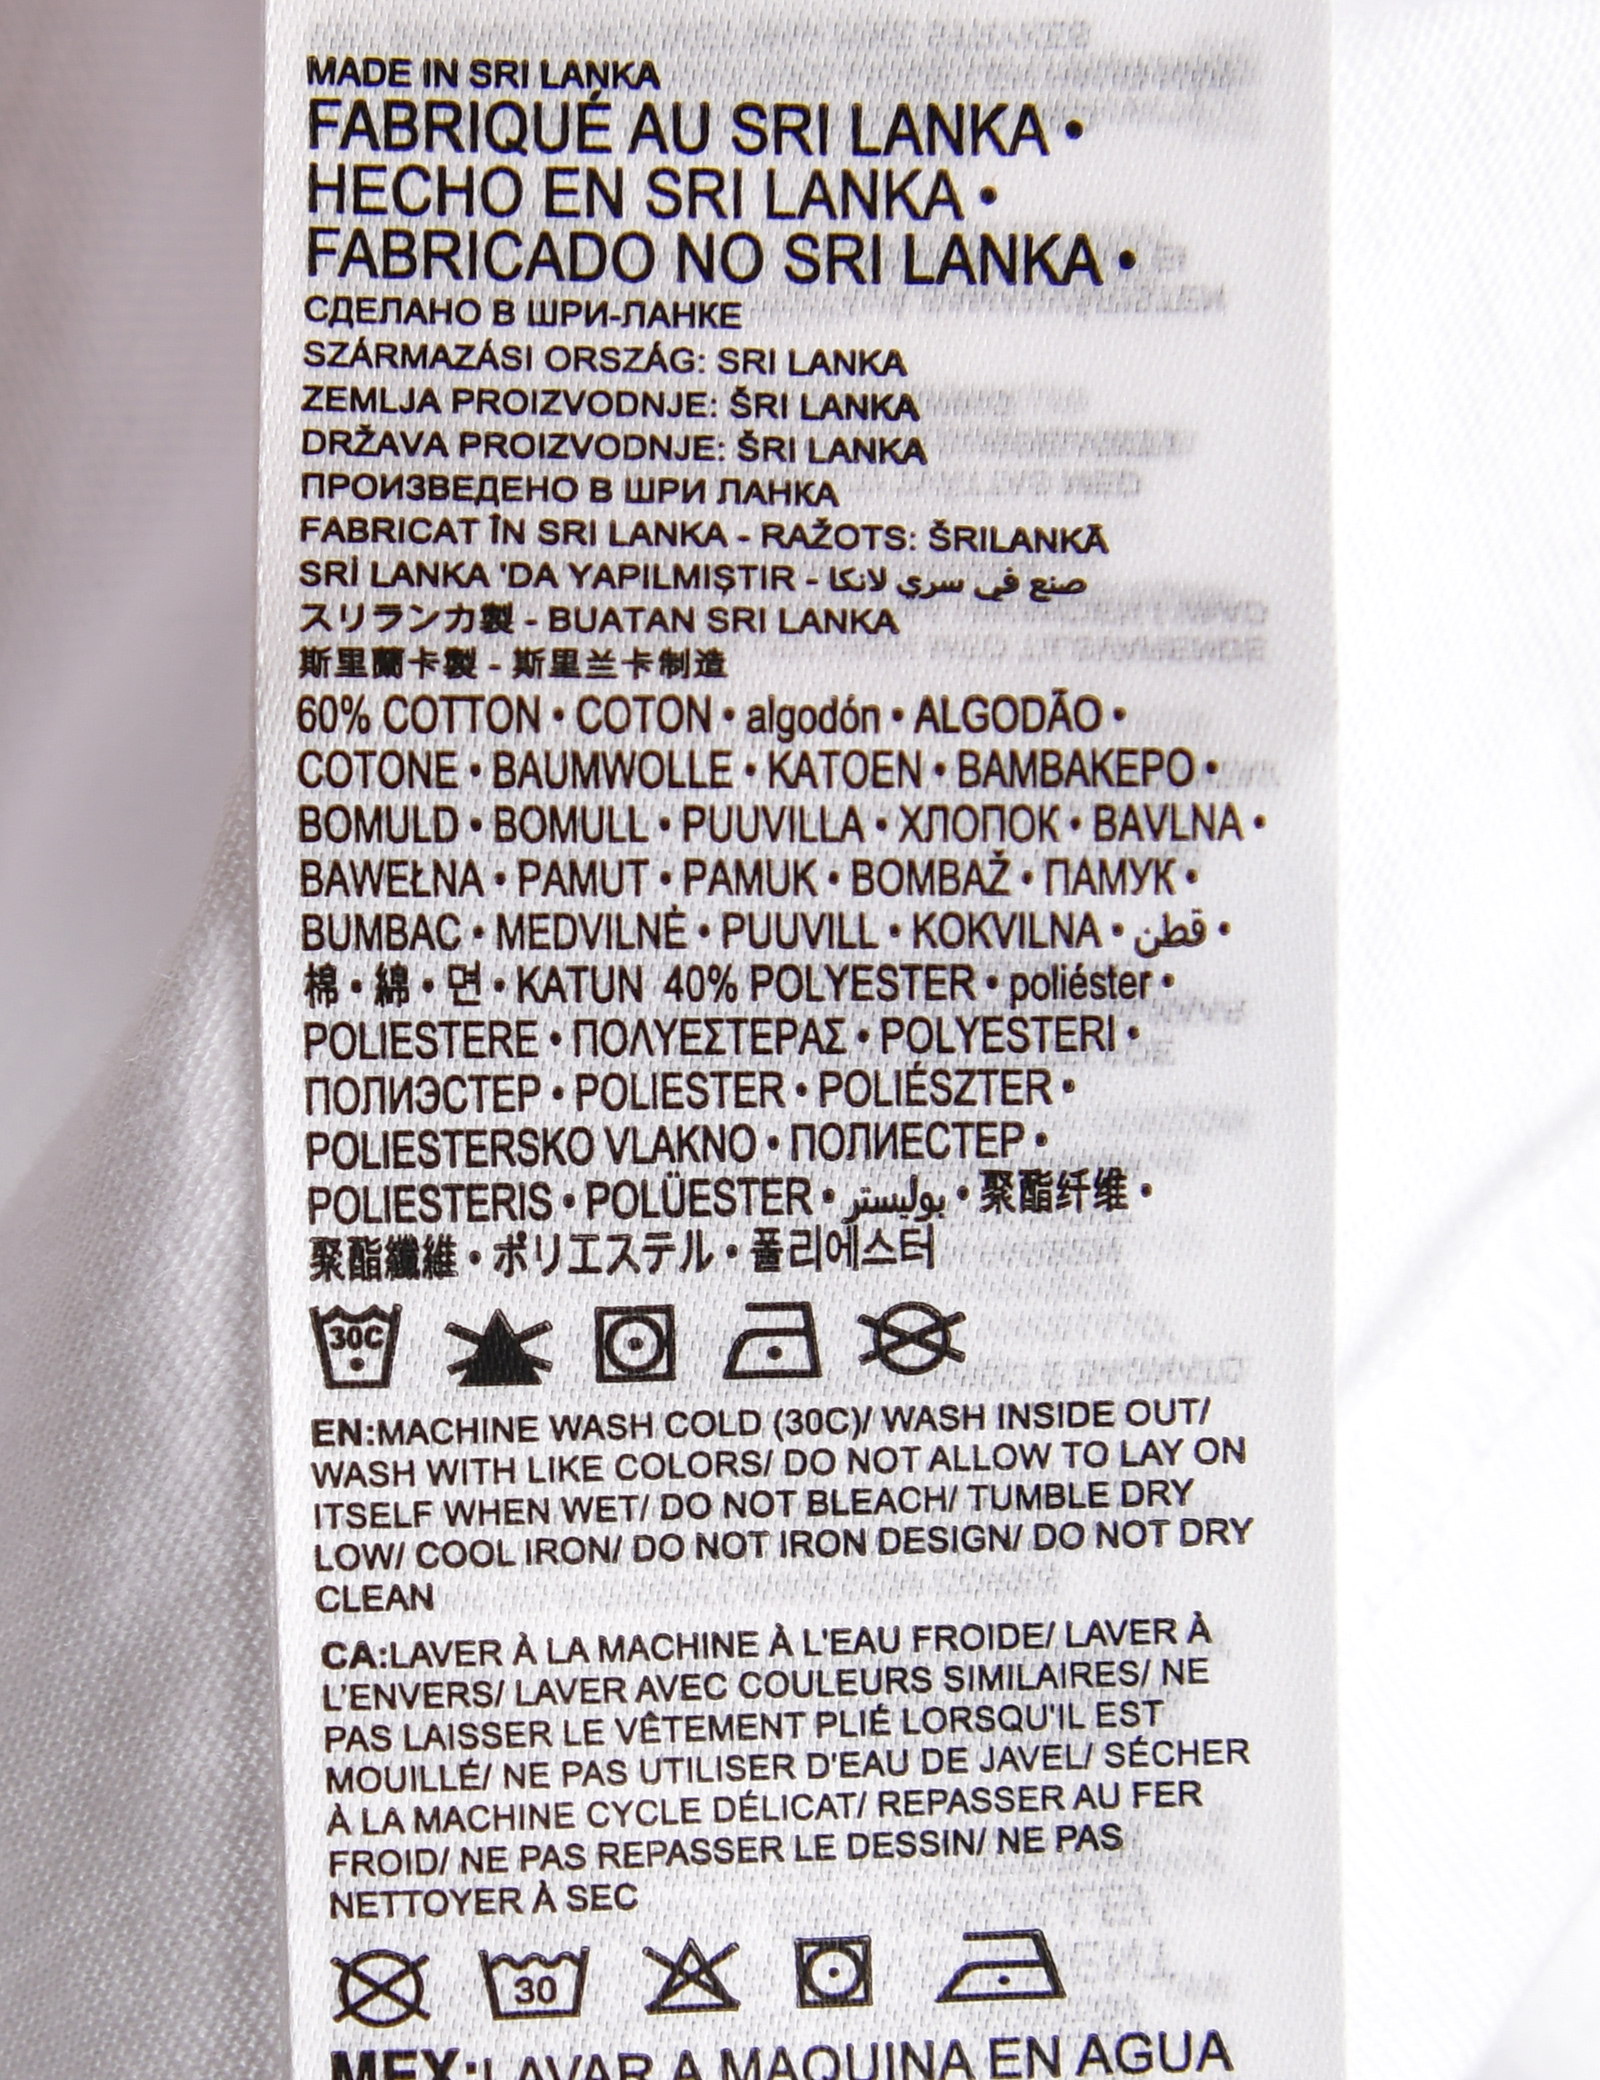 MADE IN SRI LANKA
FABRIQUÉ AU SRI LANKA •
HECHO EN SRI LANKA •
FABRICADO NO SRI LANKA •
СДЕЛАНО В ШРИ-ЛАНКЕ
SZÁRMAZÁSI ORSZÁG: SRI LANKA
ZEMLJA PROIZVODNJE: ŠRI LANKA
DRŽAVA PROIZVODNJE: ŠRI LANKA
ПРОИЗВЕДЕНО В ШРИ ЛАНКА
FABRICAT ÎN SRI LANKA - RAŽOTS: ŠRILANKĀ
SRİ LANKA 'DA YAPILMIŞTIR - صنع في سري لانكا
スリランカ製 - BUATAN SRI LANKA
斯里蘭卡製 - 斯里兰卡制造
60% COTTON • COTON • algodón • ALGODÃO •
COTONE • BAUMWOLLE • KATOEN • BAMBAKEPO •
BOMULD • BOMULL • PUUVILLA • ХЛОПОК • BAVLNA •
BAWEŁNA • PAMUT • PAMUK • BOMBAŽ • ПАМУК •
BUMBAC • MEDVILNĖ • PUUVILL • KOKVILNA • قطن •
棉 • 綿 • 면 • KATUN 40% POLYESTER • poliéster •
POLIESTERE • ΠΟΛΥΕΣΤΕΡΑΣ • POLYESTERI •
ПОЛИЭСТЕР • POLIESTER • POLIÉSZTER •
POLIESTERSKO VLAKNO • ПОЛИЕСТЕР •
POLIESTERIS • POLÜESTER • بوليستر • 聚酯纤维 •
聚酯纖維 • ポリエステル • 폴리에스터
30C
EN:MACHINE WASH COLD (30C)/ WASH INSIDE OUT/
WASH WITH LIKE COLORS/ DO NOT ALLOW TO LAY ON
ITSELF WHEN WET/ DO NOT BLEACH/ TUMBLE DRY
LOW/ COOL IRON/ DO NOT IRON DESIGN/ DO NOT DRY
CLEAN
CA:LAVER À LA MACHINE À L'EAU FROIDE/ LAVER À
L'ENVERS/ LAVER AVEC COULEURS SIMILAIRES/ NE
PAS LAISSER LE VÊTEMENT PLIÉ LORSQU'IL EST
MOUILLÉ/ NE PAS UTILISER D'EAU DE JAVEL/ SÉCHER
À LA MACHINE CYCLE DÉLICAT/ REPASSER AU FER
FROID/ NE PAS REPASSER LE DESSIN/ NE PAS
NETTOYER À SEC
30
MEX:LAVAR A MAQUINA EN AGUA